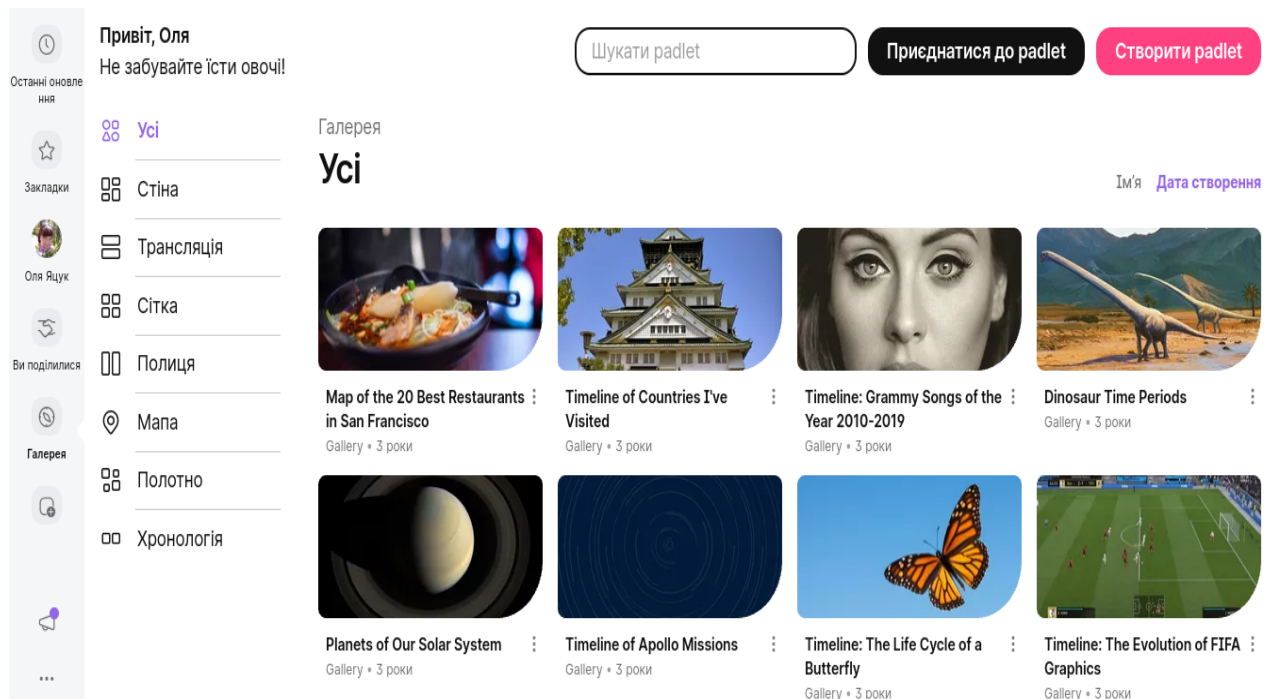 Останні оновле
ння
Закладки
Оля Яцук
Ви поділилися
Галерея
Привіт, Оля
Не забувайте їсти овочі!
Шукати padlet
Приєднатися до padlet
Створити padlet
Усі
Стіна
Трансляція
Сітка
Полиця
Мапа
Полотно
Хронологія
Галерея
Усі
Ім'я
Дата створення
Map of the 20 Best Restaurants
in San Francisco
Gallery • 3 роки
Timeline of Countries I've
Visited
Gallery • 3 роки
Timeline: Grammy Songs of the
Year 2010-2019
Gallery • 3 роки
Dinosaur Time Periods
Gallery • 3 роки
Planets of Our Solar System
Gallery • 3 роки
Timeline of Apollo Missions
Gallery • 3 роки
Timeline: The Life Cycle of a
Butterfly
Gallery • 3 роки
Timeline: The Evolution of FIFA
Graphics
Gallery • 3 роки